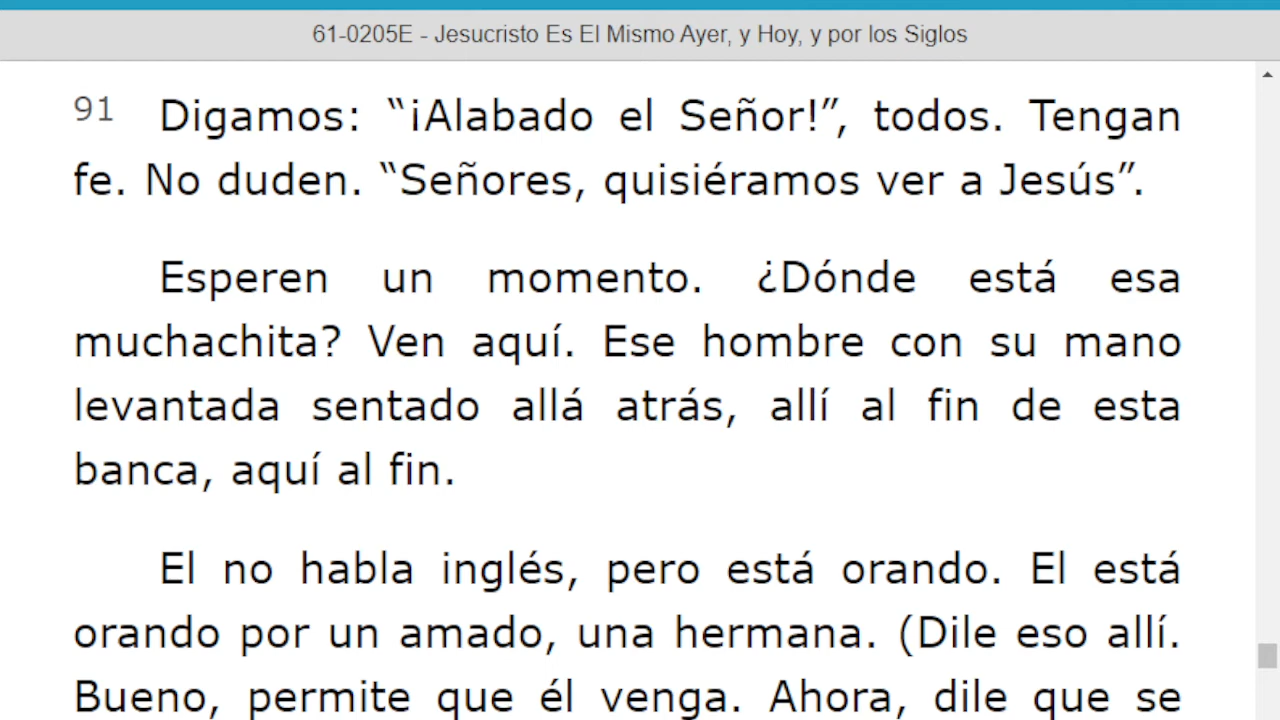 61-0205E - Jesucristo Es El Mismo Ayer, y Hoy, y por los Siglos
91 Digamos: “¡Alabado el Señor!”, todos. Tengan
fe. No duden. “Señores, quisiéramos ver a Jesús”.
Esperen un momento. ¿Dónde está esa
muchachita? Ven aquí. Ese hombre con su mano
levantada sentado allá atrás, allí al fin de esta
banca, aquí al fin.
El no habla inglés, pero está orando. El está
orando por un amado, una hermana. (Dile eso allí.
Bueno, permite que él venga. Ahora, dile que se